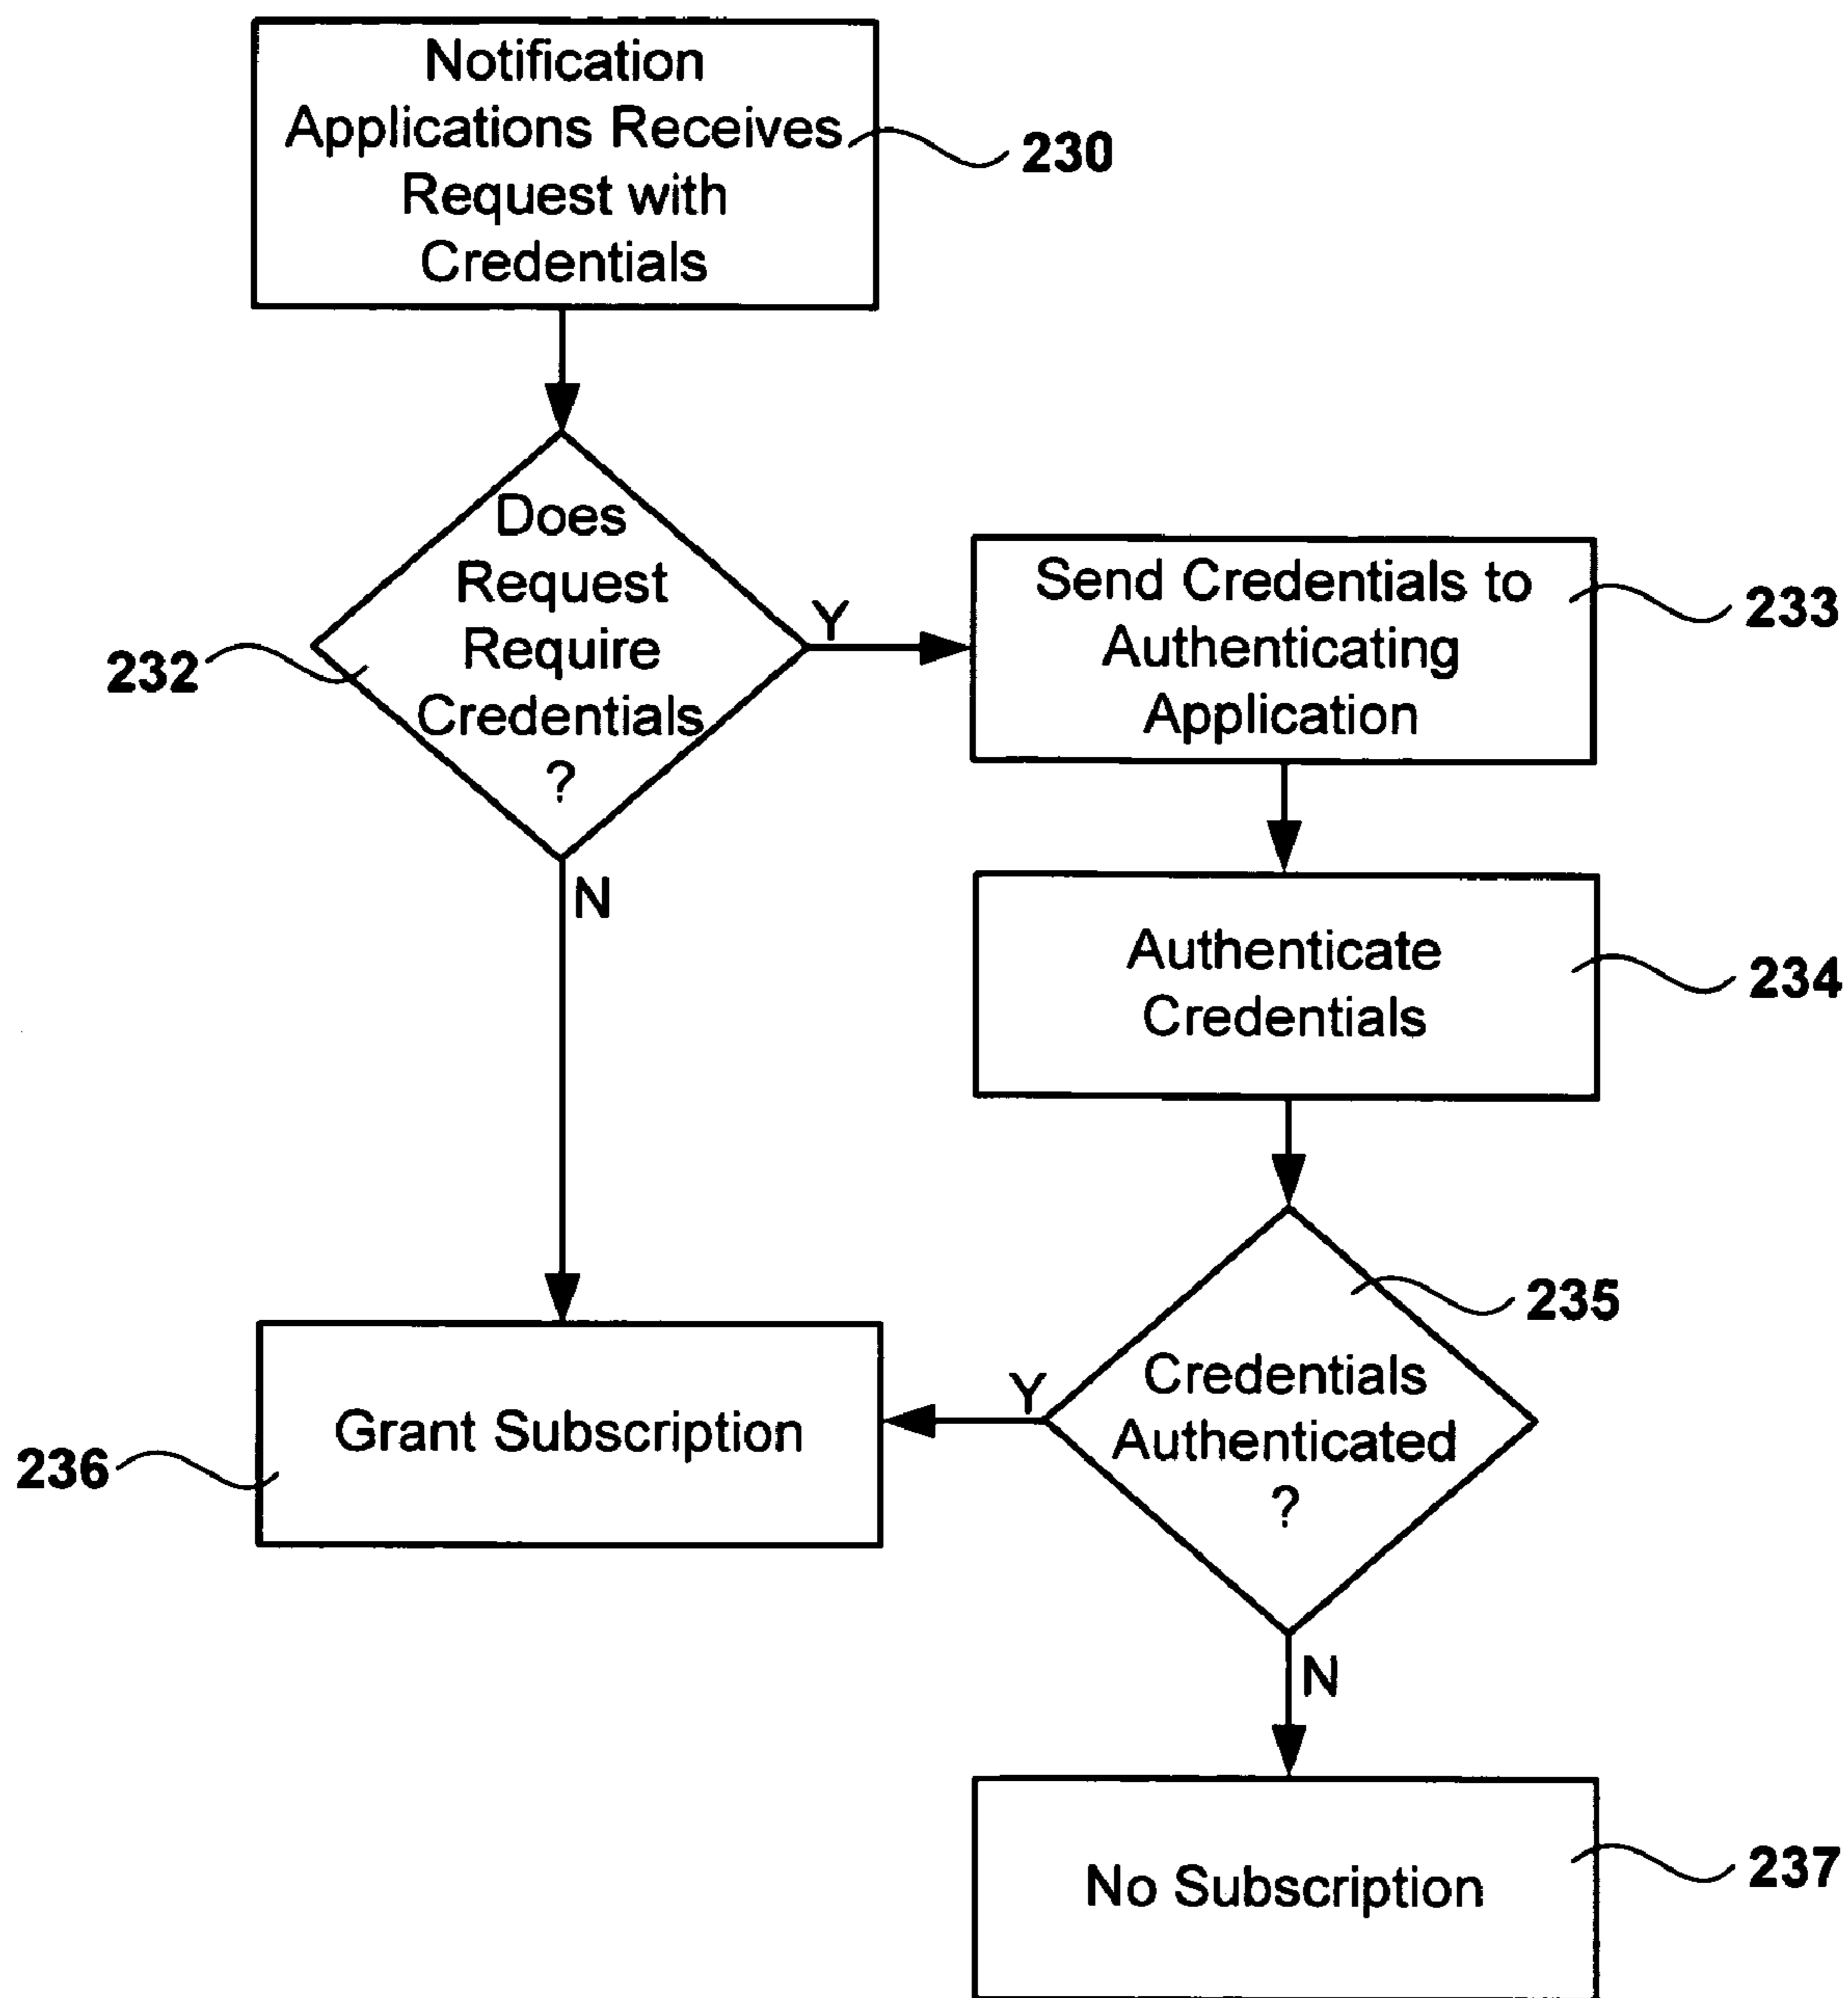 Notification
Applications Receives
Request with
Credentials
230
Does
Request
Require
Credentials
?
232
Y
N
Send Credentials to
Authenticating
Application
233
Authenticate
Credentials
234
Credentials
Authenticated
?
235
Y
N
Grant Subscription
236
No Subscription
237